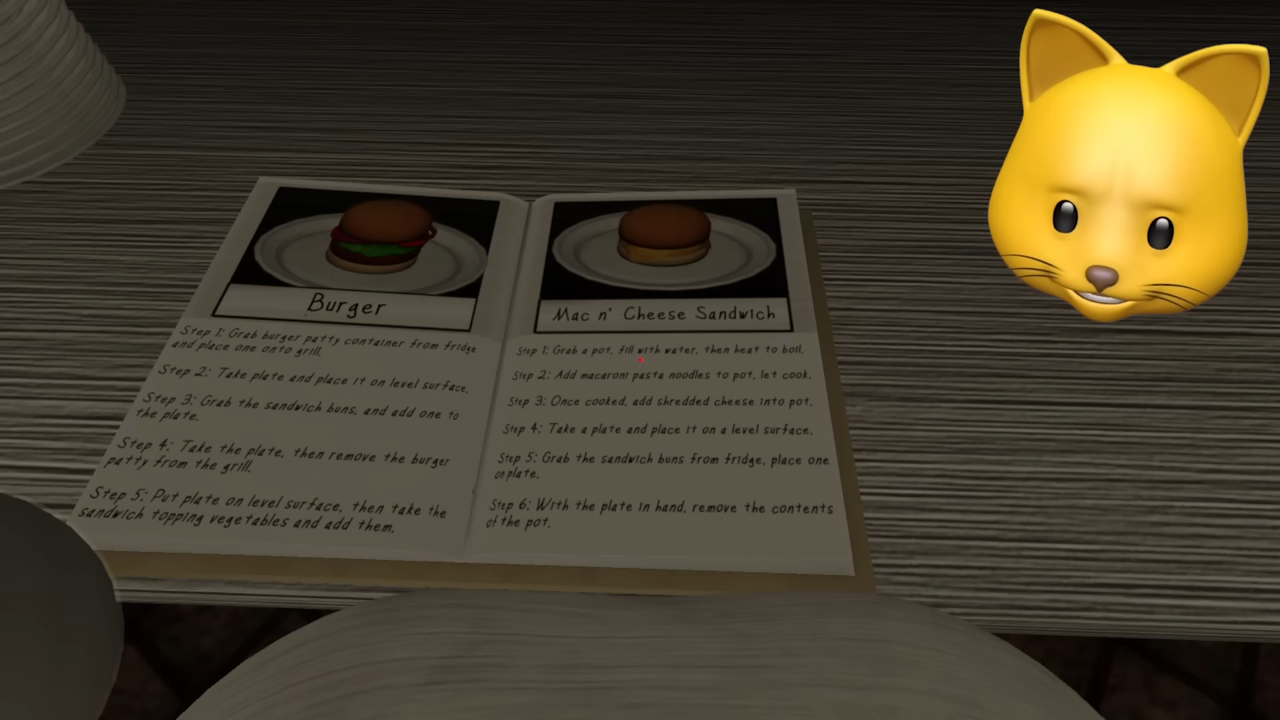 Burger
Step 1: Grab burger patty container from fridge
and place one onto grill.
Step 2: Take plate and place it on level surface.
Step 3: Grab the sandwich buns, and add one to
the plate.
Step 4: Take the plate, then remove the burger
patty from the grill.
Step 5: Put plate on level surface, then take the
sandwich topping vegetables and add them.
Mac n' Cheese Sandwich
Step 1: Grab a pot, fill with water, then heat to boil.
Step 2: Add macaroni pasta noodles to pot, let cook.
Step 3: Once cooked, add shredded cheese into pot.
Step 4: Take a plate and place it on a level surface.
Step 5: Grab the sandwich buns from fridge, place one
on plate.
Step 6: With the plate in hand, remove the contents
of the pot.